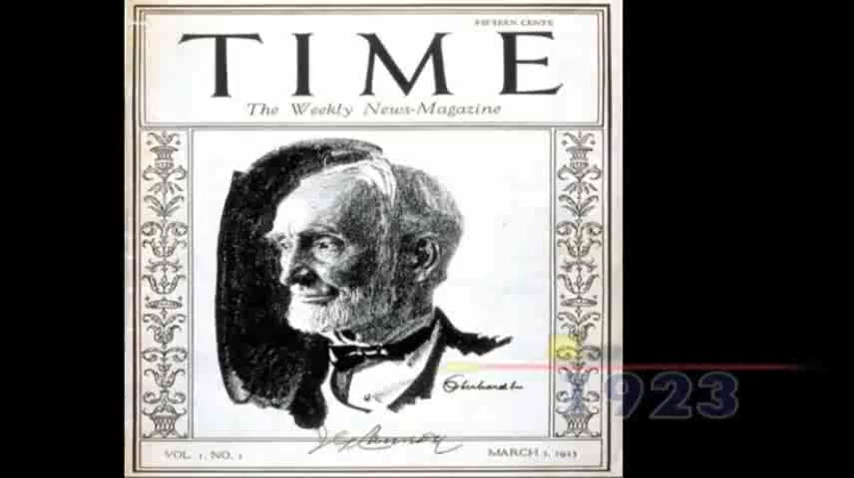 FIFTEEN CENTS
TIME
The Weekly News-Magazine
VOL. 1, NO. 1
MARCH 3, 1923
1923